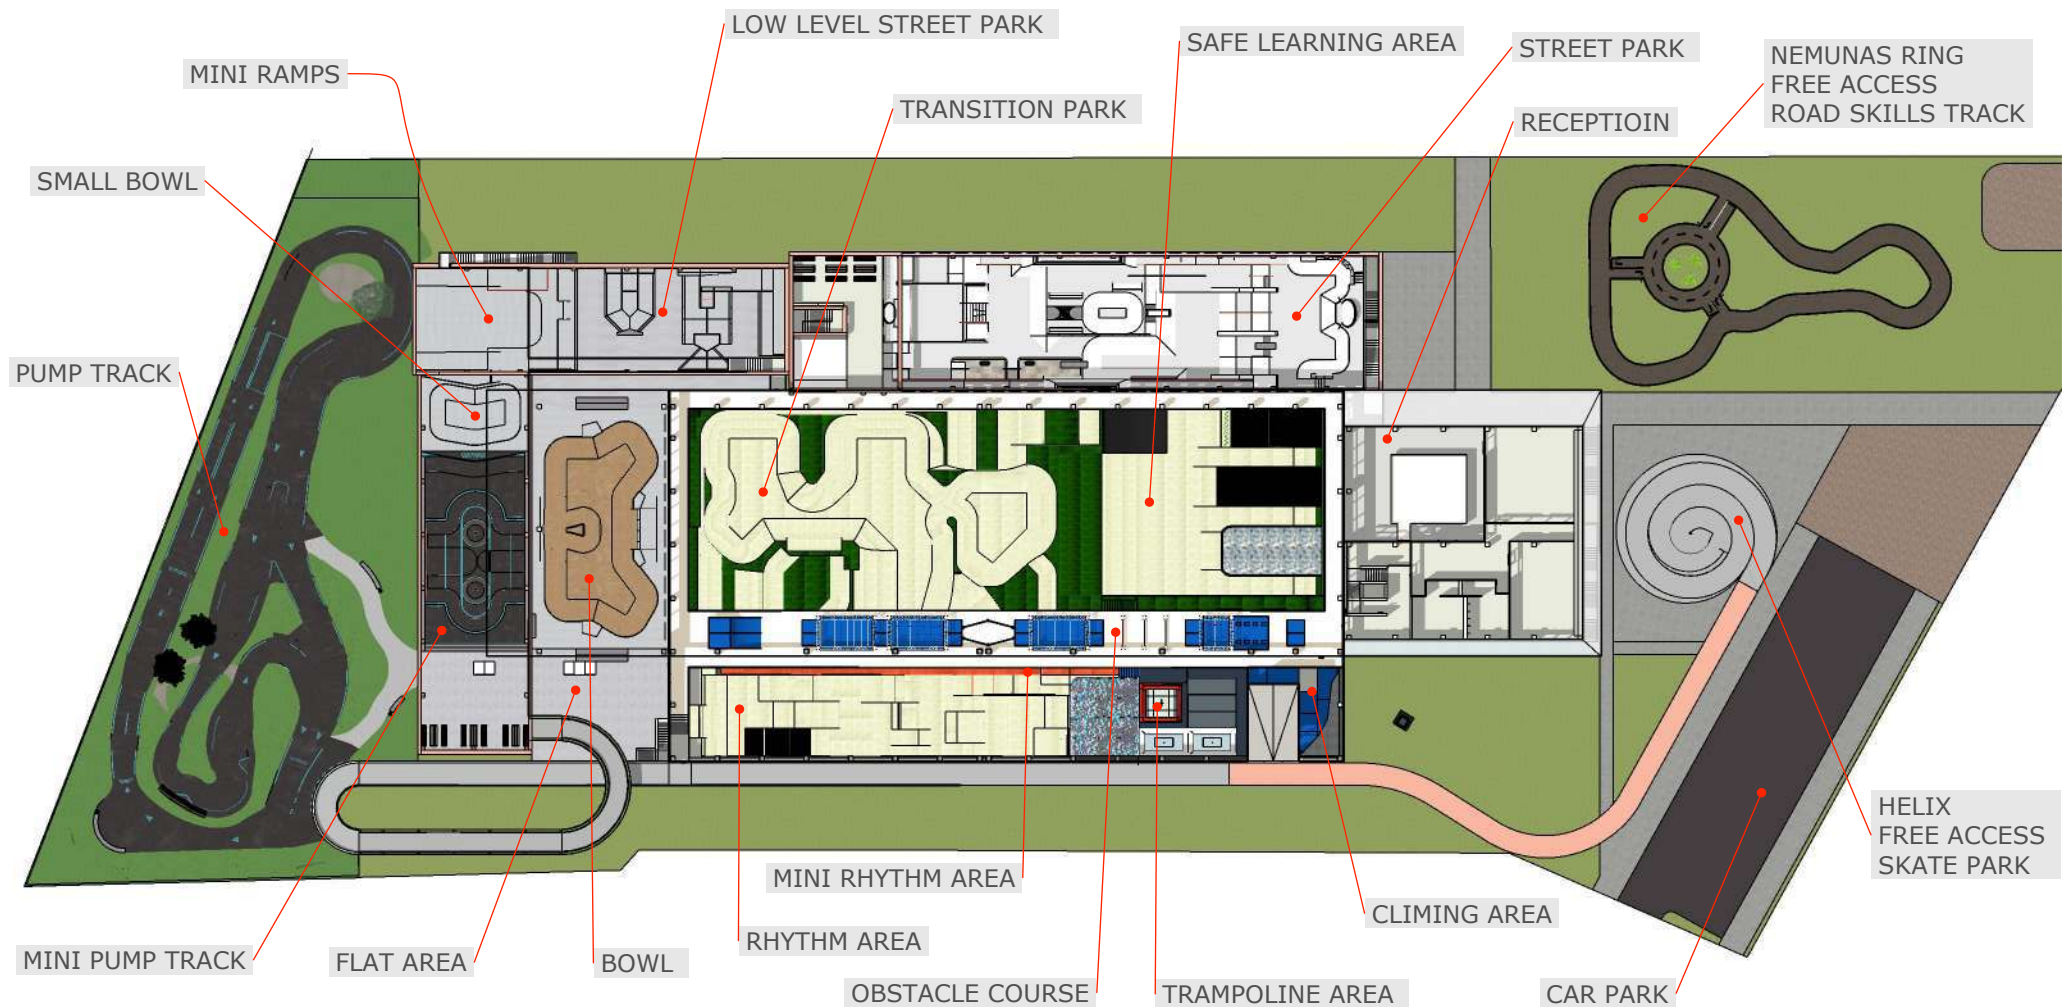 LOW LEVEL STREET PARK
SAFE LEARNING AREA
STREET PARK
NEMUNAS RING
FREE ACCESS
ROAD SKILLS TRACK
MINI RAMPS
TRANSITION PARK
RECEPTIOIN
SMALL BOWL
PUMP TRACK
HELIX
FREE ACCESS
SKATE PARK
MINI RHYTHM AREA
CLIMING AREA
RHYTHM AREA
MINI PUMP TRACK
FLAT AREA
BOWL
OBSTACLE COURSE
TRAMPOLINE AREA
CAR PARK